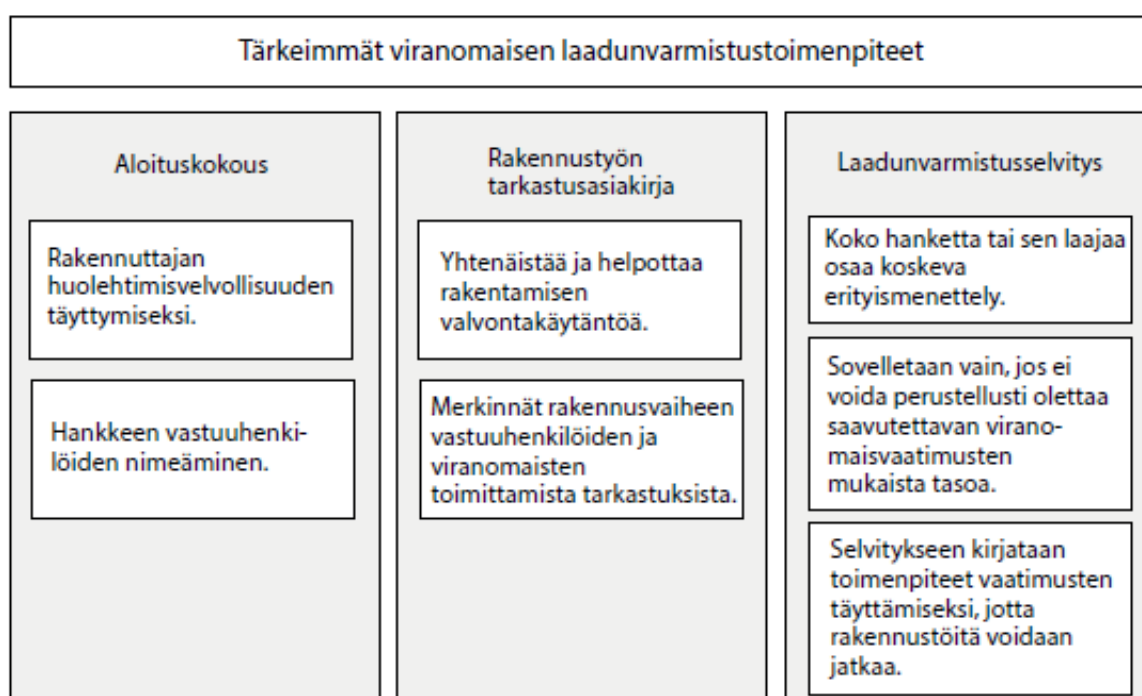 Tärkeimmät viranomaisen laadunvarmistustoimenpiteet
Aloituskokous
Rakennuttajan
huolehtimisvelvollisuuden
täyttymiseksi.
Hankkeen vastuuhenki-
löiden nimeäminen.
Rakennustyön
tarkastusasiakirja
Yhtenäistää ja helpottaa
rakentamisen
valvontakäytäntöä.
Merkinnät rakennusvaiheen
vastuuhenkilöiden ja
viranomaisten
toimittamista tarkastuksista.
Laadunvarmistusselvitys
Koko hanketta tai sen laajaa
osaa koskeva
erityismenettely.
Sovelletaan vain, jos ei
voida perustellusti olettaa
saavutettavan virano-
maisvaatimusten
mukaista tasoa.
Selvitykseen kirjataan
toimenpiteet vaatimusten
täyttämiseksi, jotta
rakennustöitä voidaan
jatkaa.